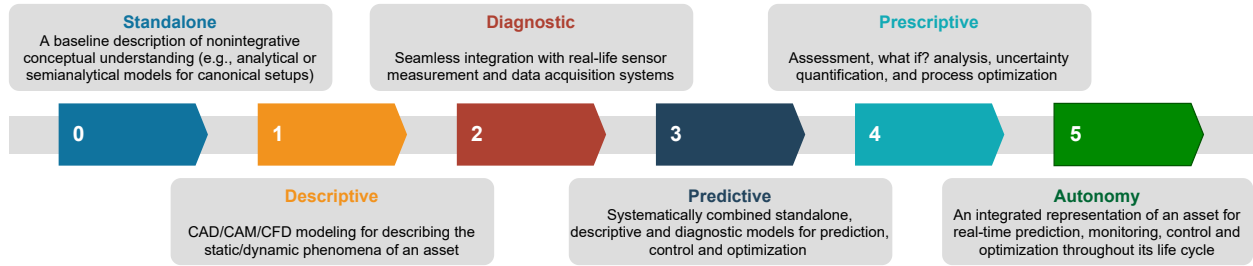 Standalone
A baseline description of nonintegrative
conceptual understanding (e.g., analytical or
semianalytical models for canonical setups)
Diagnostic
Seamless integration with real-life sensor
measurement and data acquisition systems
Prescriptive
Assessment, what if? analysis, uncertainty
quantification, and process optimization
0
1
2
3
4
5
Descriptive
CAD/CAM/CFD modeling for describing the
static/dynamic phenomena of an asset
Predictive
Systematically combined standalone,
descriptive and diagnostic models for prediction,
control and optimization
Autonomy
An integrated representation of an asset for
real-time prediction, monitoring, control and
optimization throughout its life cycle